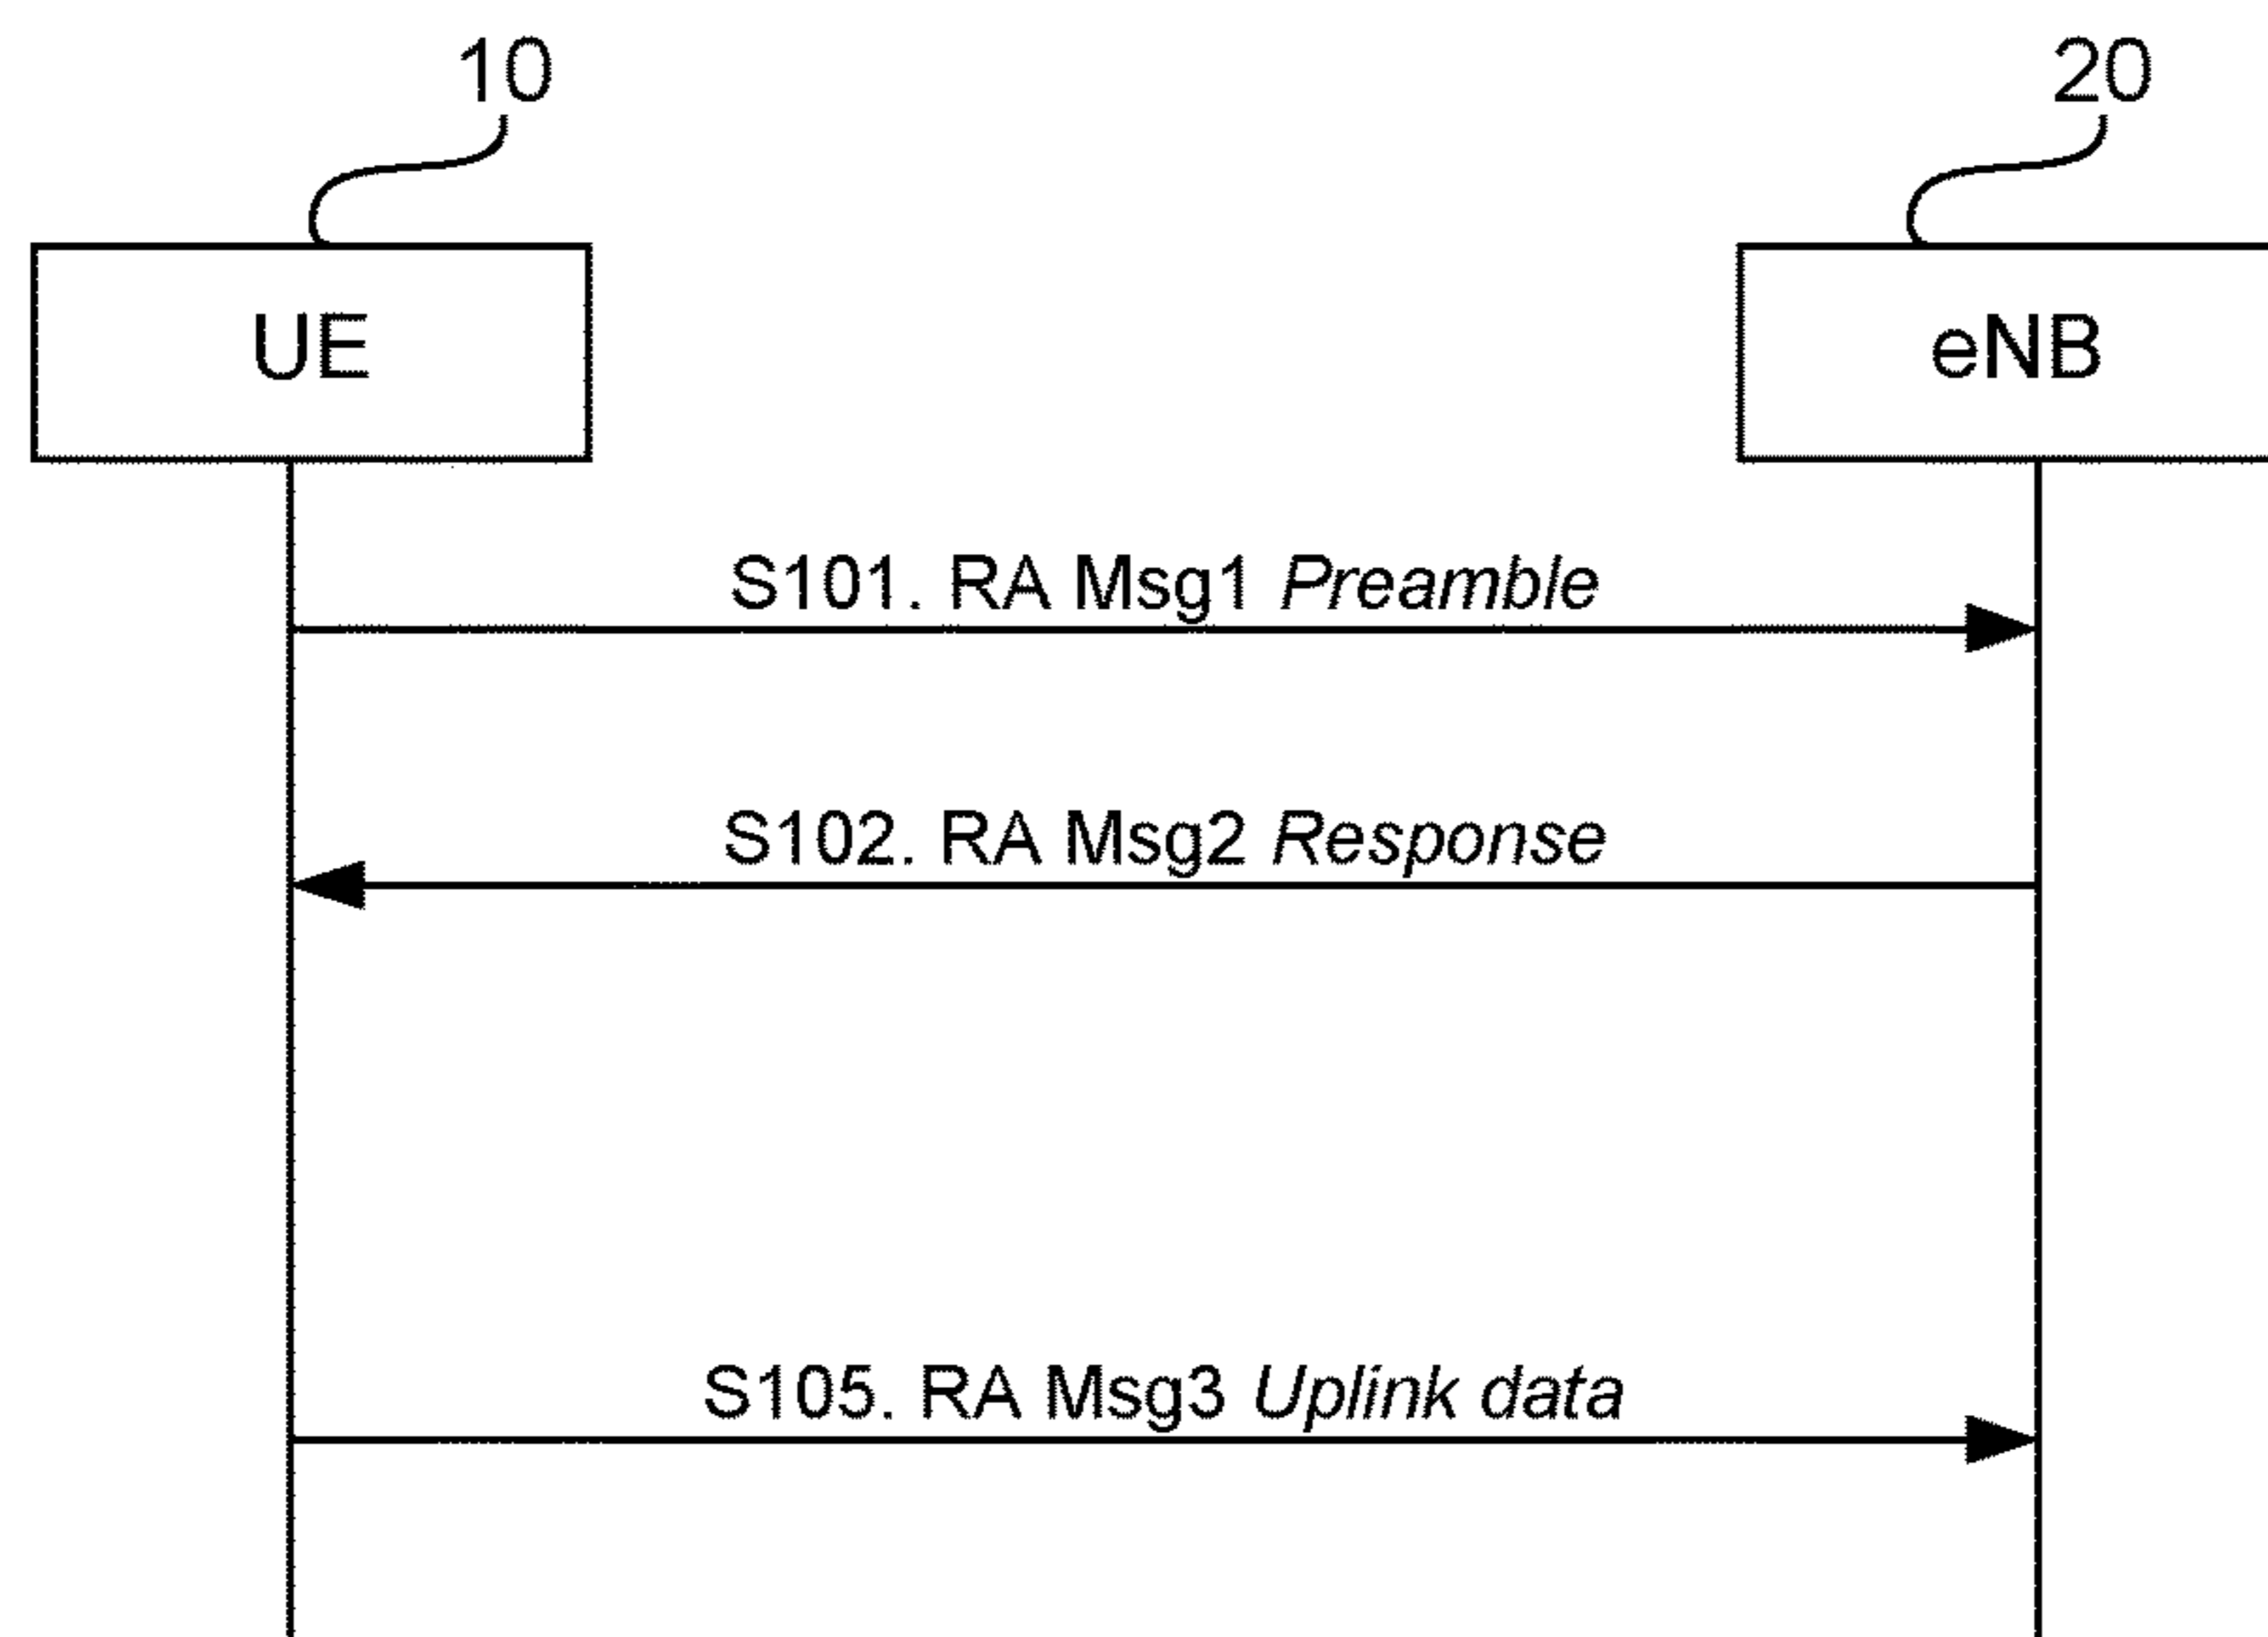 10
20
UE
eNB
S101. RA Msg1 Preamble
S102. RA Msg2 Response
S105. RA Msg3 Uplink data